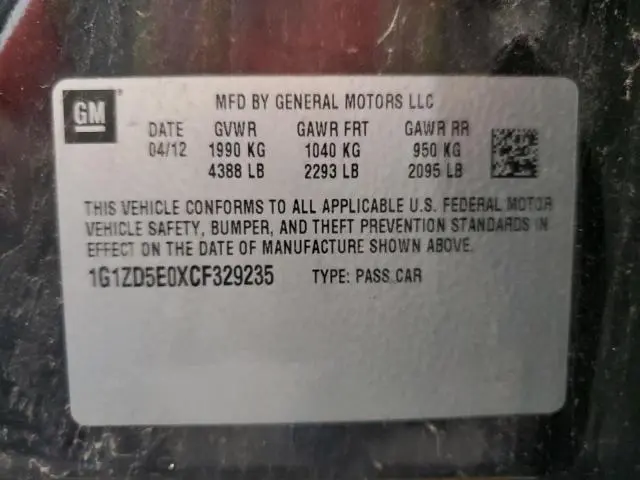 GM
MFD BY GENERAL MOTORS LLC
DATE GVWR GAWR FRT GAWR RR
04/12 1990 KG 1040 KG 950 KG
4388 LB 2293 LB 2095 LB
THIS VEHICLE CONFORMS TO ALL APPLICABLE U.S. FEDERAL MOTOR
VEHICLE SAFETY, BUMPER, AND THEFT PREVENTION STANDARDS IN
EFFECT ON THE DATE OF MANUFACTURE SHOWN ABOVE.
1G1ZD5E0XCF329235 TYPE: PASS CAR